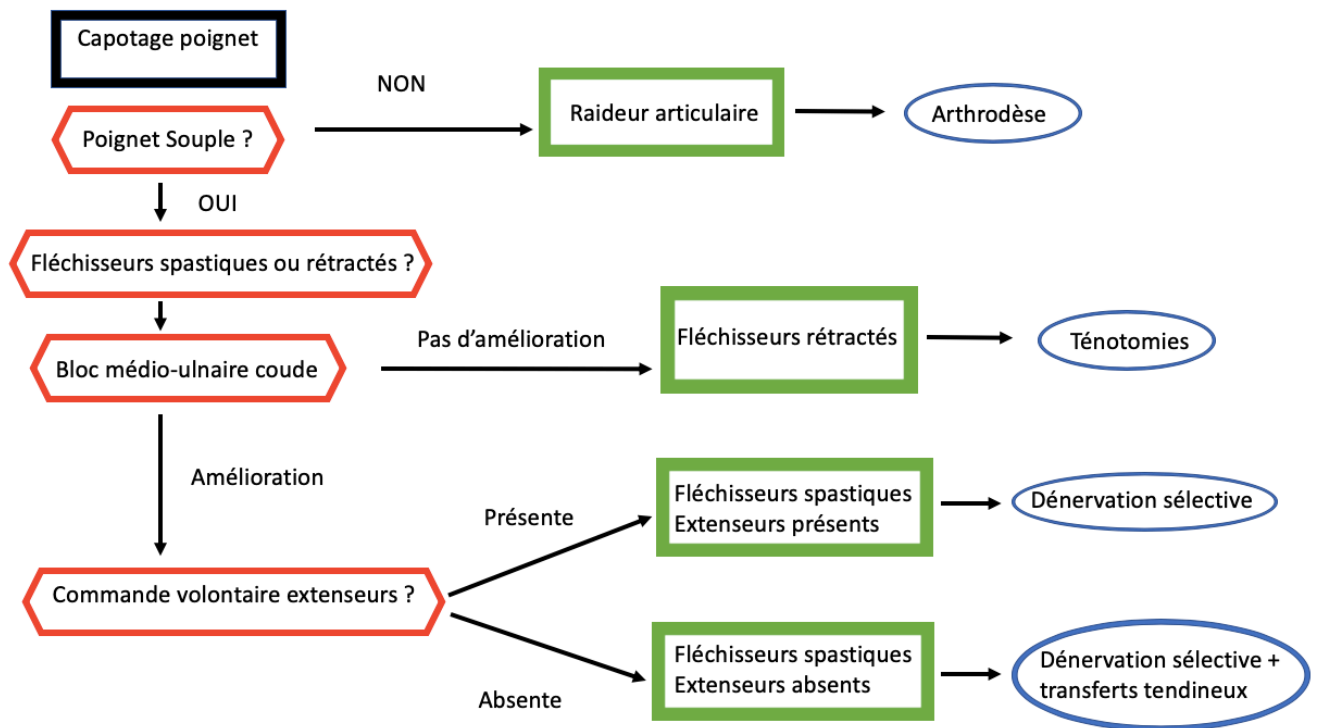 Capotage poignet
NON
Raideur articulaire
Arthrodèse
Poignet Souple ?
OUI
Fléchisseurs spastiques ou rétractés ?
Pas d’amélioration
Fléchisseurs rétractés
Ténotomies
Bloc médio-ulnaire coude
Amélioration
Présente
Fléchisseurs spastiques
Extenseurs présents
Dénervation sélective
Commande volontaire extenseurs ?
Absente
Fléchisseurs spastiques
Extenseurs absents
Dénervation sélective +
transferts tendineux